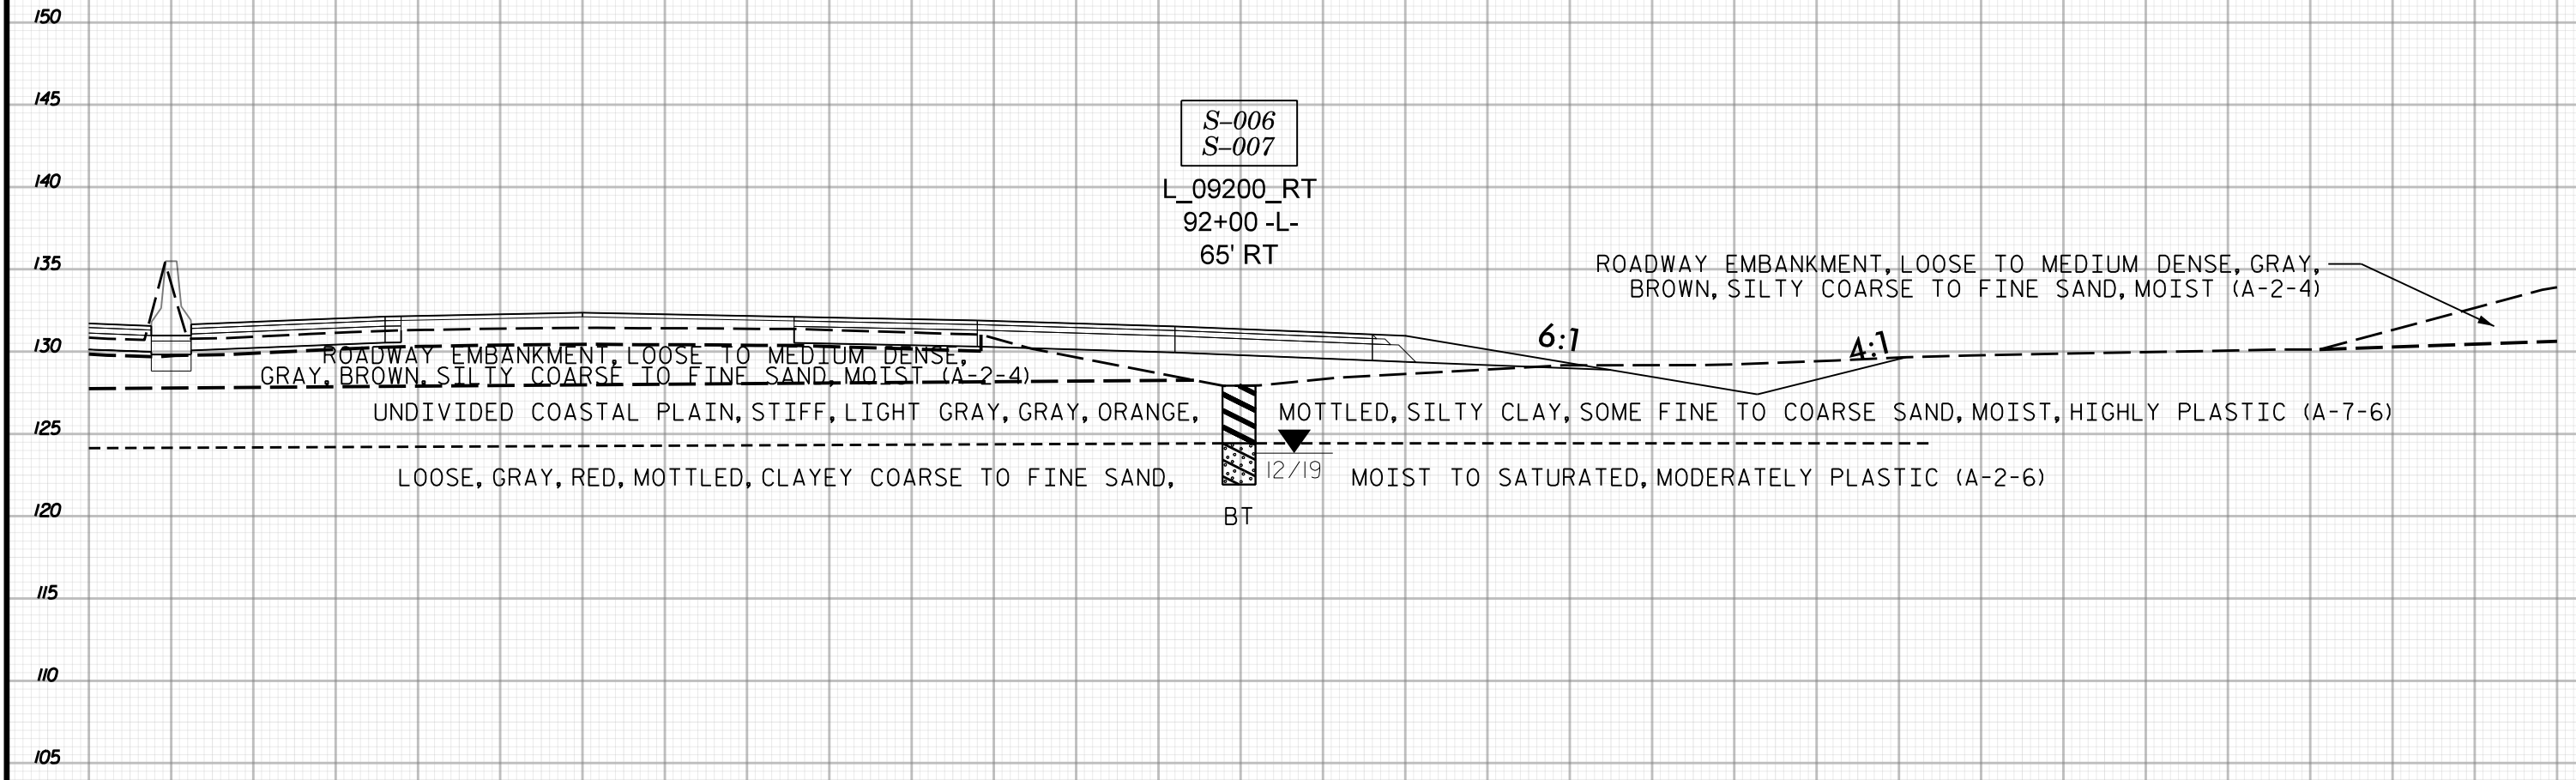 150
145
S-006
S-007
140
L_09200_RT
92+00 -L-
65' RT
135
ROADWAY EMBANKMENT, LOOSE TO MEDIUM DENSE, GRAY,
BROWN, SILTY COARSE TO FINE SAND, MOIST (A-2-4)
6:1
4:1
130
ROADWAY EMBANKMENT, LOOSE TO MEDIUM DENSE,
GRAY, BROWN, SILTY COARSE TO FINE SAND, MOIST (A-2-4)
UNDIVIDED COASTAL PLAIN, STIFF, LIGHT GRAY, GRAY, ORANGE, MOTTLED, SILTY CLAY, SOME FINE TO COARSE SAND, MOIST, HIGHLY PLASTIC (A-7-6)
125
12/19
LOOSE, GRAY, RED, MOTTLED, CLAYEY COARSE TO FINE SAND, MOIST TO SATURATED, MODERATELY PLASTIC (A-2-6)
120
BT
115
110
105